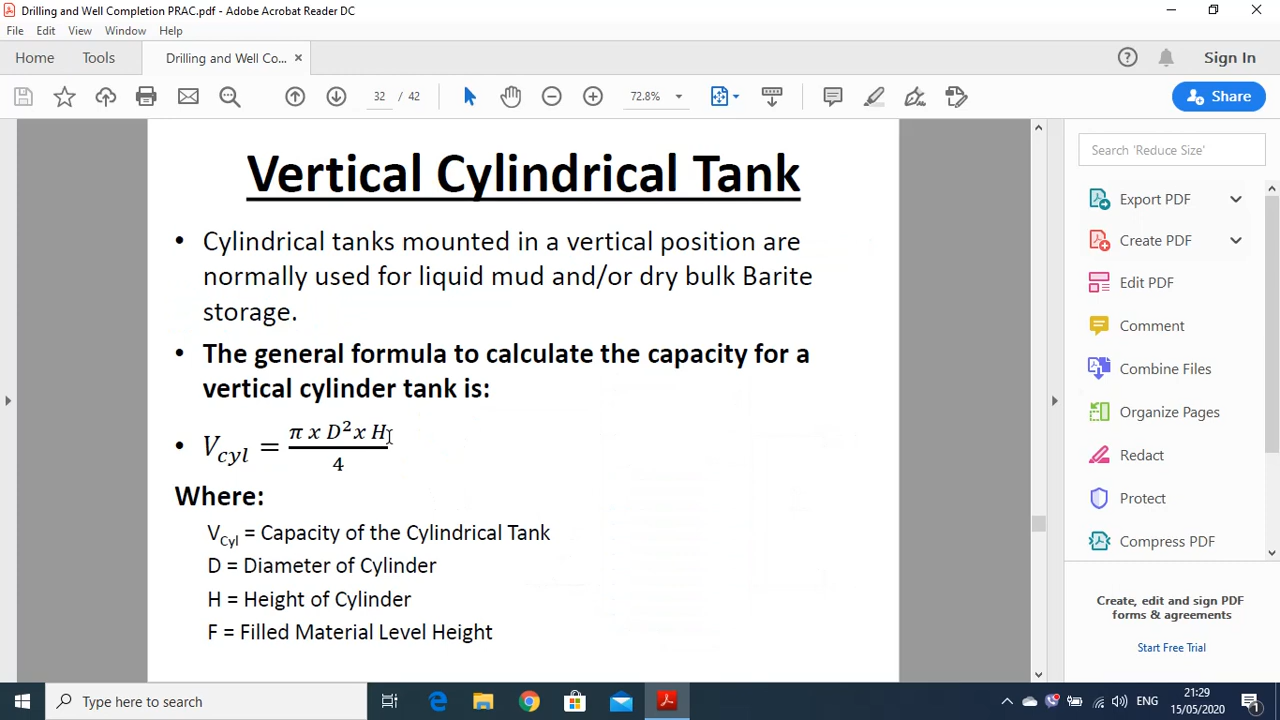 Drilling and Well Completion PRAC.pdf - Adobe Acrobat Reader DC
File Edit View Window Help
Home Tools Drilling and Well Co... ×
? Sign In
32 / 42 72.8% Share
Vertical Cylindrical Tank
• Cylindrical tanks mounted in a vertical position are
normally used for liquid mud and/or dry bulk Barite
storage.
• The general formula to calculate the capacity for a
vertical cylinder tank is:
• V_cyl = (π x D² x H) / 4
Where:
V_Cyl = Capacity of the Cylindrical Tank
D = Diameter of Cylinder
H = Height of Cylinder
F = Filled Material Level Height
Search 'Reduce Size'
Export PDF
Create PDF
Edit PDF
Comment
Combine Files
Organize Pages
Redact
Protect
Compress PDF
Create, edit and sign PDF
forms & agreements
Start Free Trial
Type here to search
ENG
21:29
15/05/2020
1